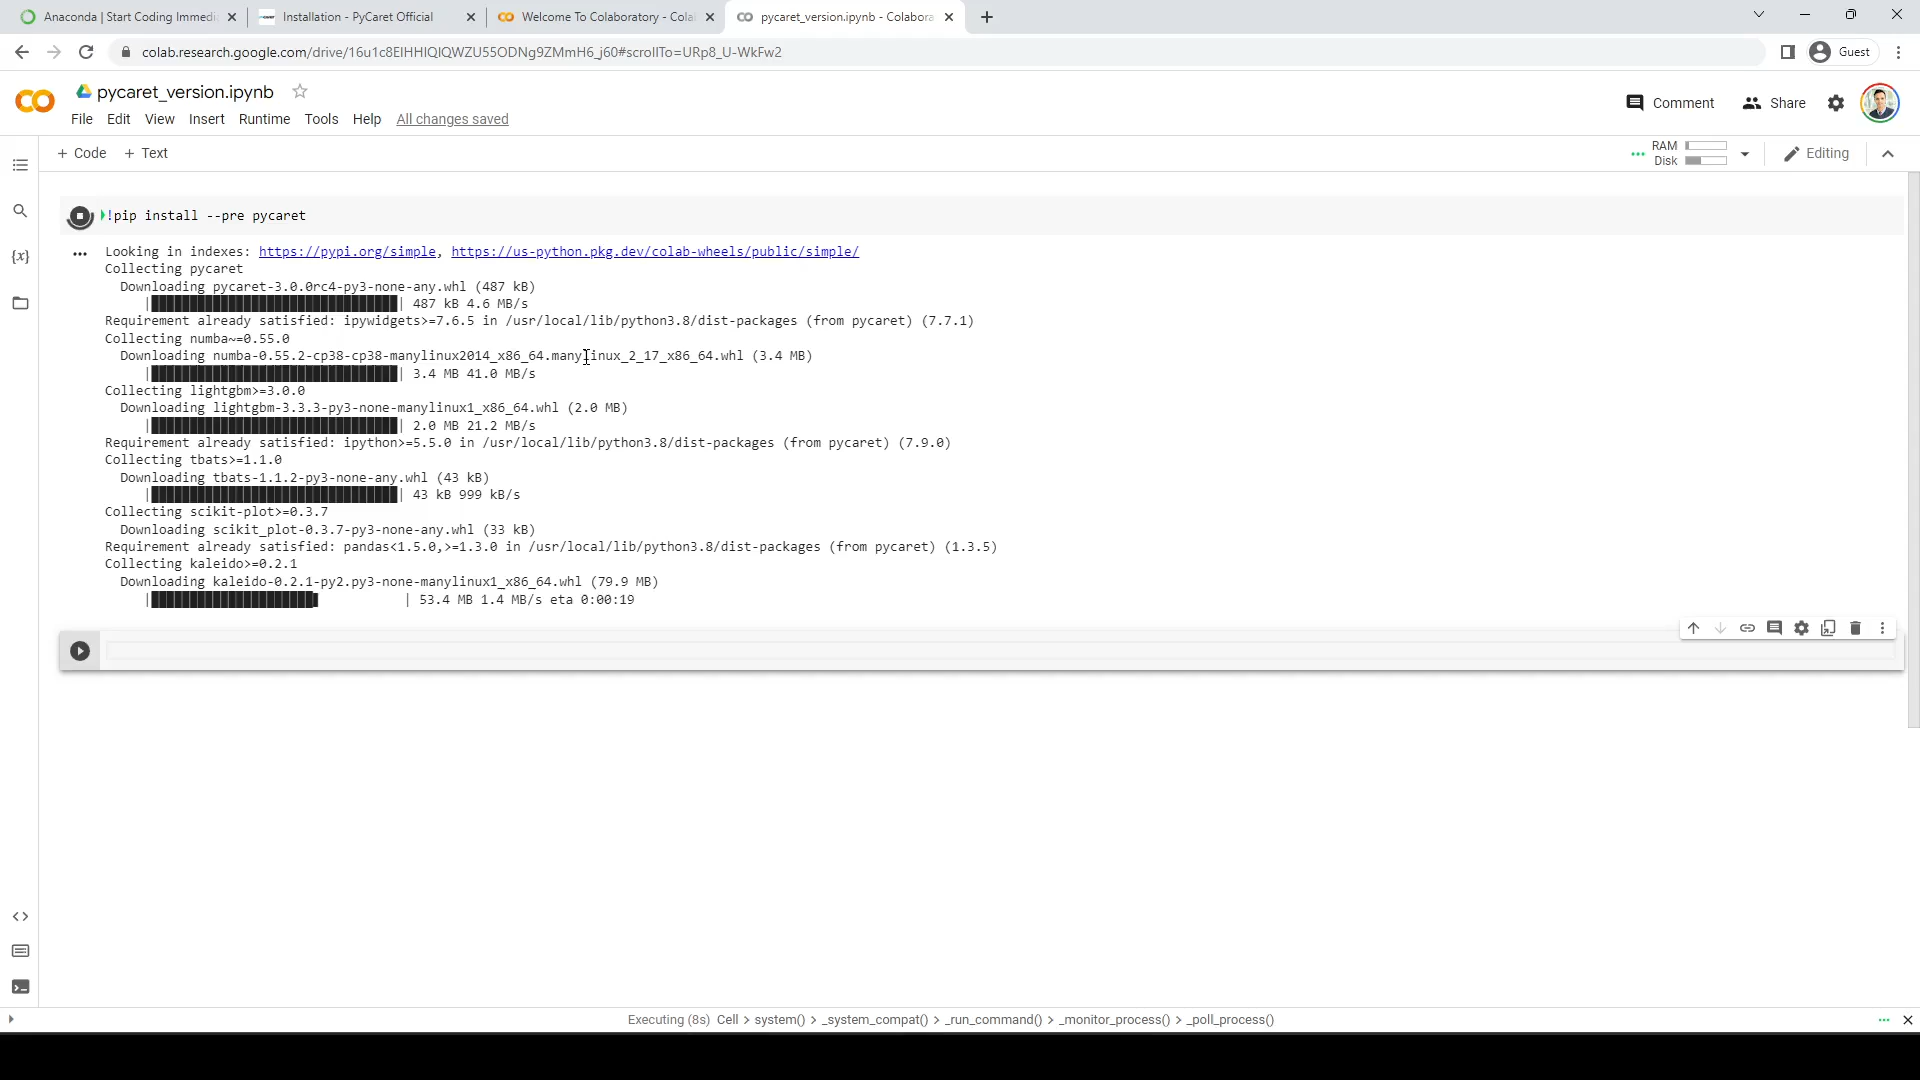 Anaconda | Start Coding Immedi
Installation - PyCaret Official
Welcome To Colaboratory - Cola
pycaret_version.ipynb - Colabora
colab.research.google.com/drive/16u1c8EIHHIQIQWZU55ODNg9ZMmH6_j60#scrollTo=URp8_U-WkFw2
Guest
pycaret_version.ipynb
Comment
Share
File Edit View Insert Runtime Tools Help All changes saved
+ Code + Text
RAM
Disk
Editing
!pip install --pre pycaret
Looking in indexes: https://pypi.org/simple, https://us-python.pkg.dev/colab-wheels/public/simple/
Collecting pycaret
Downloading pycaret-3.0.0rc4-py3-none-any.whl (487 kB)
| 487 kB 4.6 MB/s
Requirement already satisfied: ipywidgets>=7.6.5 in /usr/local/lib/python3.8/dist-packages (from pycaret) (7.7.1)
Collecting numba~=0.55.0
Downloading numba-0.55.2-cp38-cp38-manylinux2014_x86_64.manylinux_2_17_x86_64.whl (3.4 MB)
| 3.4 MB 41.0 MB/s
Collecting lightgbm>=3.0.0
Downloading lightgbm-3.3.3-py3-none-manylinux1_x86_64.whl (2.0 MB)
| 2.0 MB 21.2 MB/s
Requirement already satisfied: ipython>=5.5.0 in /usr/local/lib/python3.8/dist-packages (from pycaret) (7.9.0)
Collecting tbats>=1.1.0
Downloading tbats-1.1.2-py3-none-any.whl (43 kB)
| 43 kB 999 kB/s
Collecting scikit-plot>=0.3.7
Downloading scikit_plot-0.3.7-py3-none-any.whl (33 kB)
Requirement already satisfied: pandas<1.5.0,>=1.3.0 in /usr/local/lib/python3.8/dist-packages (from pycaret) (1.3.5)
Collecting kaleido>=0.2.1
Downloading kaleido-0.2.1-py2.py3-none-manylinux1_x86_64.whl (79.9 MB)
| 53.4 MB 1.4 MB/s eta 0:00:19
Executing (8s) Cell > system() > _system_compat() > _run_command() > _monitor_process() > _poll_process()